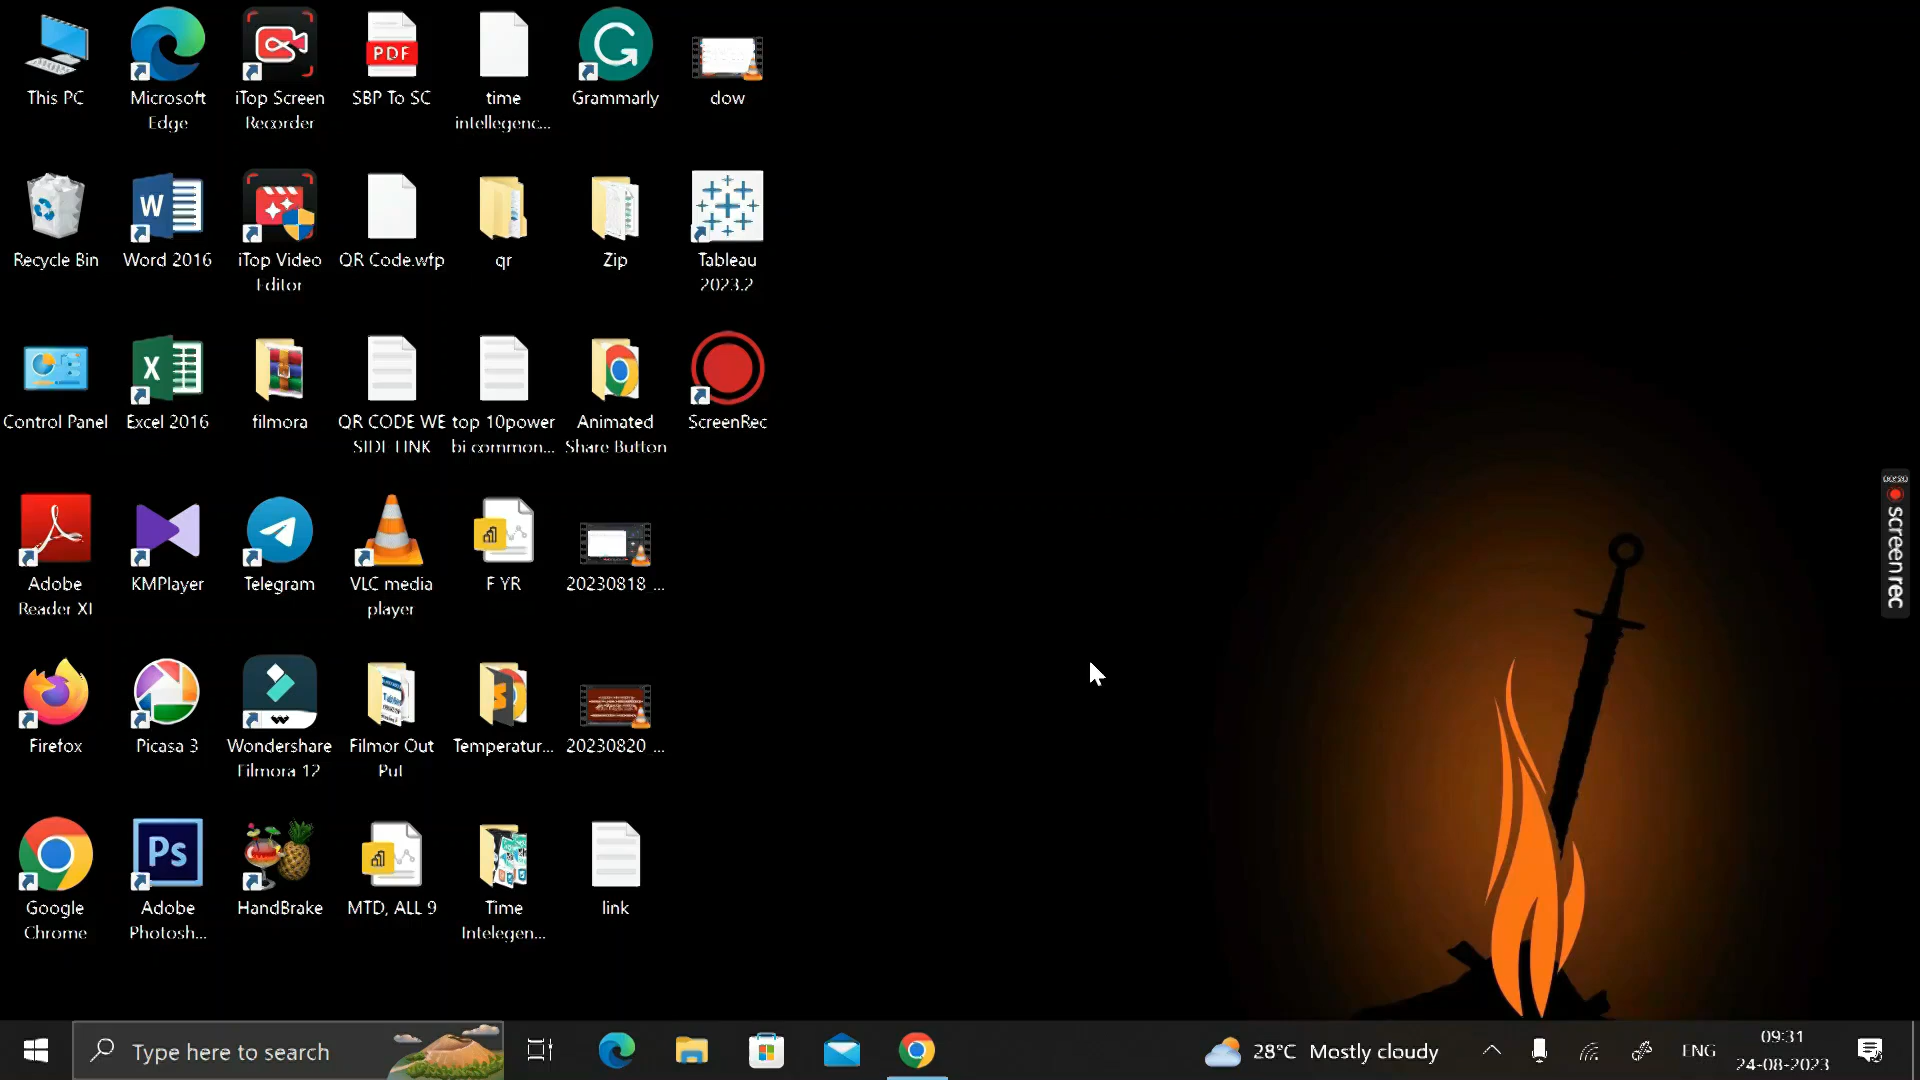 This PC
Microsoft
Edge
iTop Screen
Recorder
PDF
SBP To SC
time
intellegenc...
G
Grammarly
dow
Recycle Bin
W
Word 2016
iTop Video
Editor
QR Code.wfp
qr
Zip
Tableau
2023.2
Control Panel
X
Excel 2016
filmora
QR CODE WE
SIDE LINK
top 10power
bi common...
Animated
Share Button
ScreenRec
Adobe
Reader XI
KMPlayer
Telegram
VLC media
player
F YR
20230818 ...
Firefox
Picasa 3
Wondershare
Filmora 12
Filmor Out
Put
Temperatur...
20230820 ...
Google
Chrome
Ps
Adobe
Photosh...
HandBrake
MTD, ALL 9
Time
Intelegen...
link
screenrec
Type here to search
28°C Mostly cloudy
ENG
09:31
24-08-2023